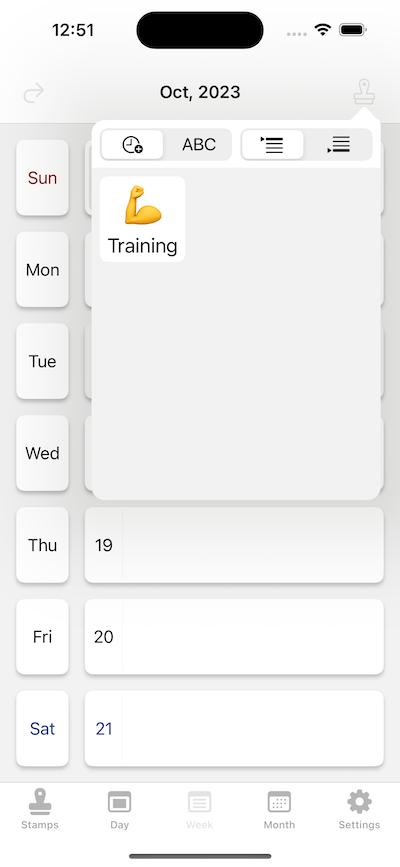 12:51
Oct, 2023
ABC
Training
Sun
Mon
Tue
Wed
Thu 19
Fri 20
Sat 21
Stamps Day Week Month Settings